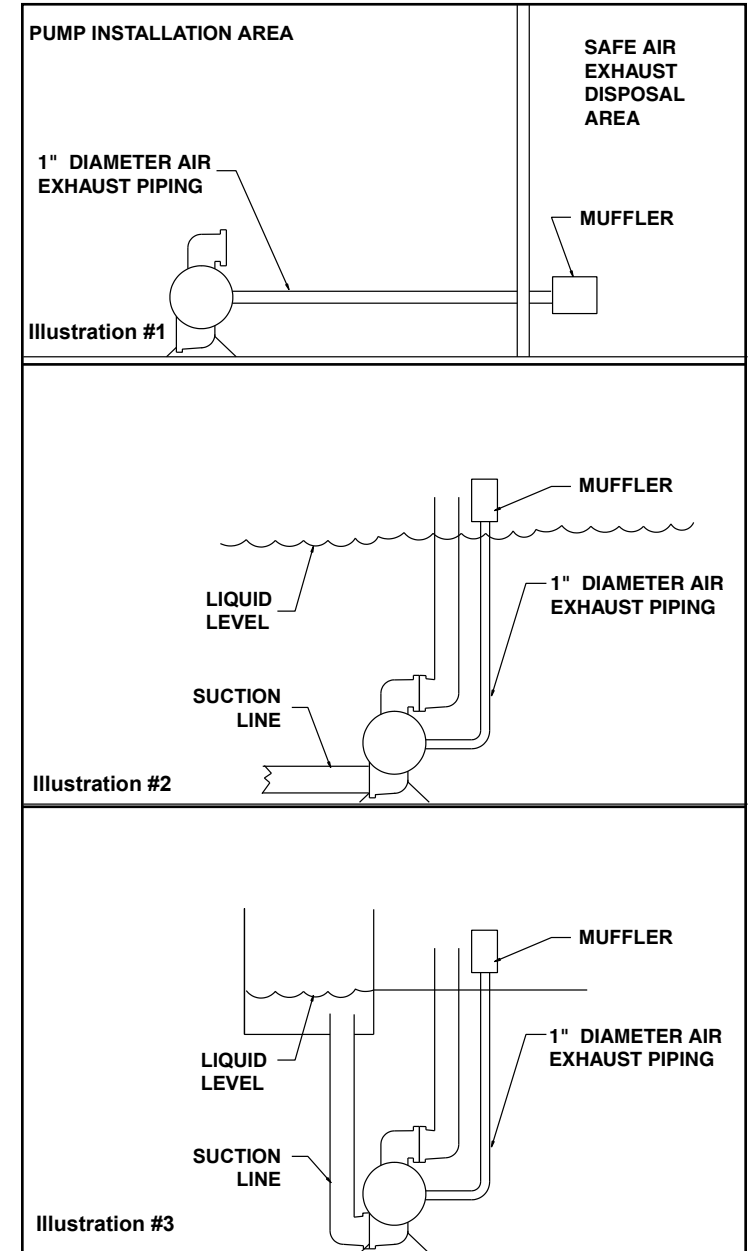 PUMP INSTALLATION AREA
SAFE AIR
EXHAUST
DISPOSAL
AREA
1" DIAMETER AIR
EXHAUST PIPING
MUFFLER
Illustration #1
MUFFLER
LIQUID
LEVEL
1" DIAMETER AIR
EXHAUST PIPING
SUCTION
LINE
Illustration #2
MUFFLER
LIQUID
LEVEL
1" DIAMETER AIR
EXHAUST PIPING
SUCTION
LINE
Illustration #3